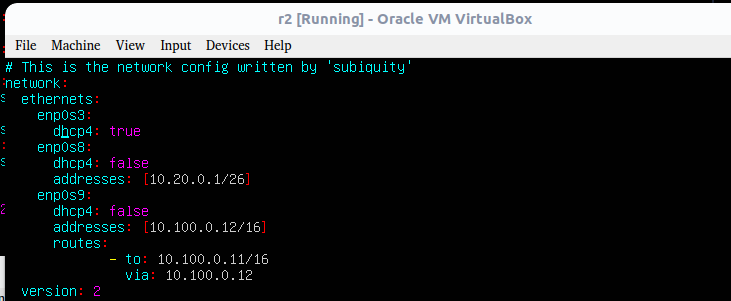 r2 [Running] - Oracle VM VirtualBox
File Machine View Input Devices Help
# This is the network config written by 'subiquity'
network:
  ethernets:
    enp0s3:
      dhcp4: true
    enp0s8:
      dhcp4: false
      addresses: [10.20.0.1/26]
    enp0s9:
      dhcp4: false
      addresses: [10.100.0.12/16]
      routes:
             - to: 10.100.0.11/16
               via: 10.100.0.12
  version: 2